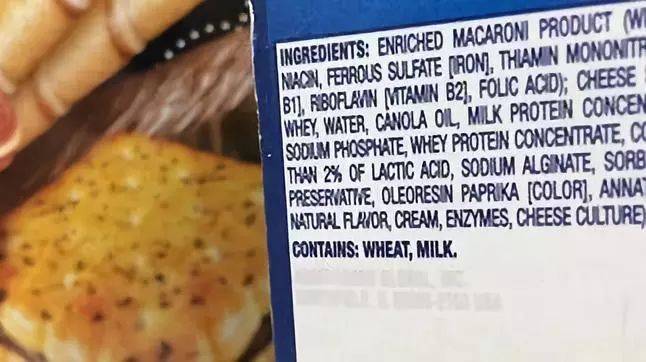 INGREDIENTS: ENRICHED MACARONI PRODUCT (W
NIACIN, FERROUS SULFATE [IRON], THIAMIN MONONITR
B1], RIBOFLAVIN [VITAMIN B2], FOLIC ACID); CHEESE
WHEY, WATER, CANOLA OIL, MILK PROTEIN CONCEN
SODIUM PHOSPHATE, WHEY PROTEIN CONCENTRATE, CO
THAN 2% OF LACTIC ACID, SODIUM ALGINATE, SORB
PRESERVATIVE, OLEORESIN PAPRIKA [COLOR], ANNAT
NATURAL FLAVOR, CREAM, ENZYMES, CHEESE CULTURE)
CONTAINS: WHEAT, MILK.